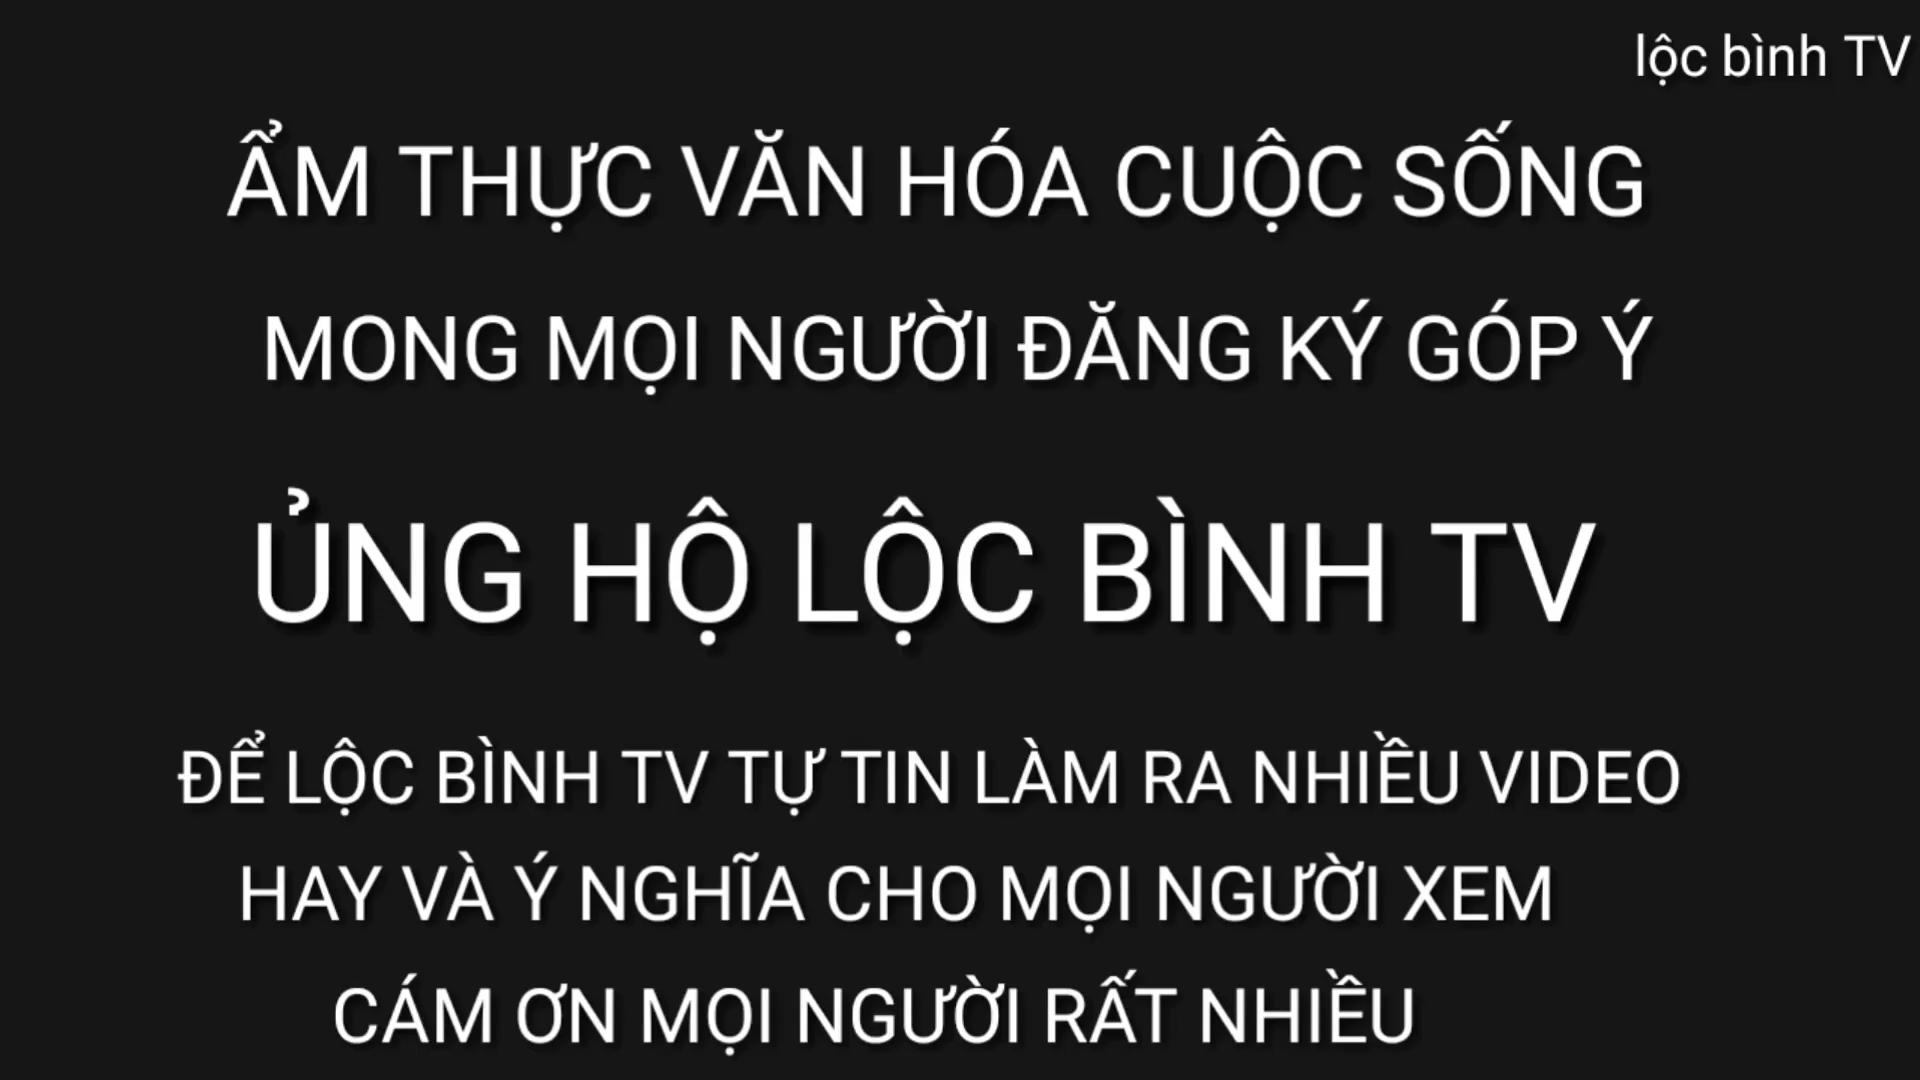 lộc bình TV
ẨM THỰC VĂN HÓA CUỘC SỐNG
MONG MỌI NGƯỜI ĐĂNG KÝ GÓP Ý
ỦNG HỘ LỘC BÌNH TV
ĐỂ LỘC BÌNH TV TỰ TIN LÀM RA NHIỀU VIDEO
HAY VÀ Ý NGHĨA CHO MỌI NGƯỜI XEM
CÁM ƠN MỌI NGƯỜI RẤT NHIỀU